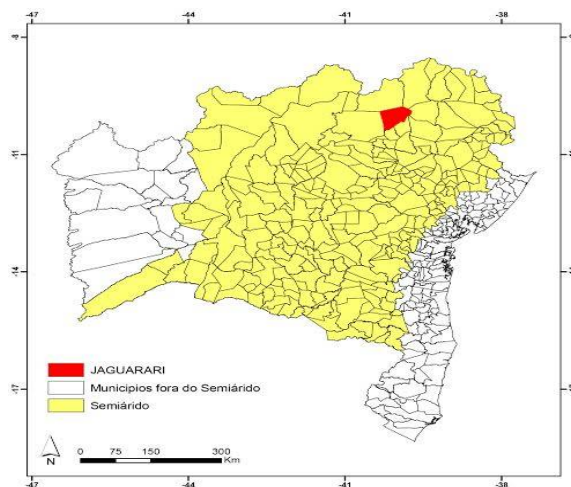 -47 -44 -41 -38
-8
-11
-14
-17
JAGUARARI
Municipios fora do Semiárido
Semiárido
0 75 150 300
Km
N
-47 -44 -41 -38